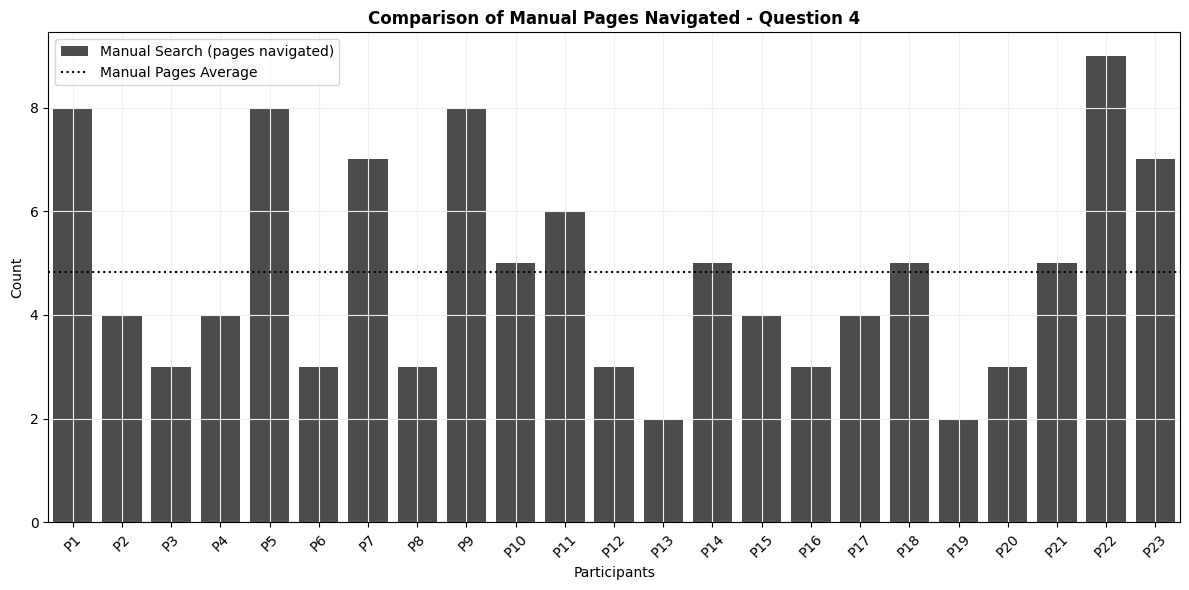 Comparison of Manual Pages Navigated - Question 4
Manual Search (pages navigated)
Manual Pages Average
Count
8
6
4
2
0
P1
P2
P3
P4
P5
P6
P7
P8
P9
P10
P11
P12
P13
P14
P15
P16
P17
P18
P19
P20
P21
P22
P23
Participants